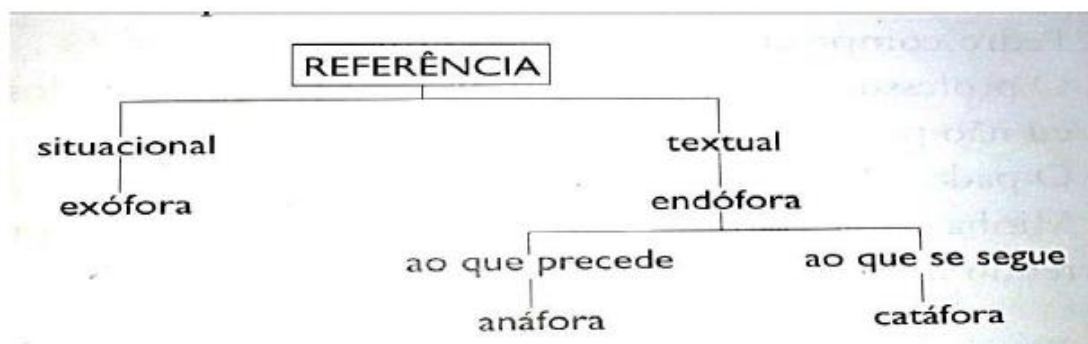 REFERÊNCIA
situacional textual
exófora endófora
ao que precede ao que se segue
anáfora catáfora